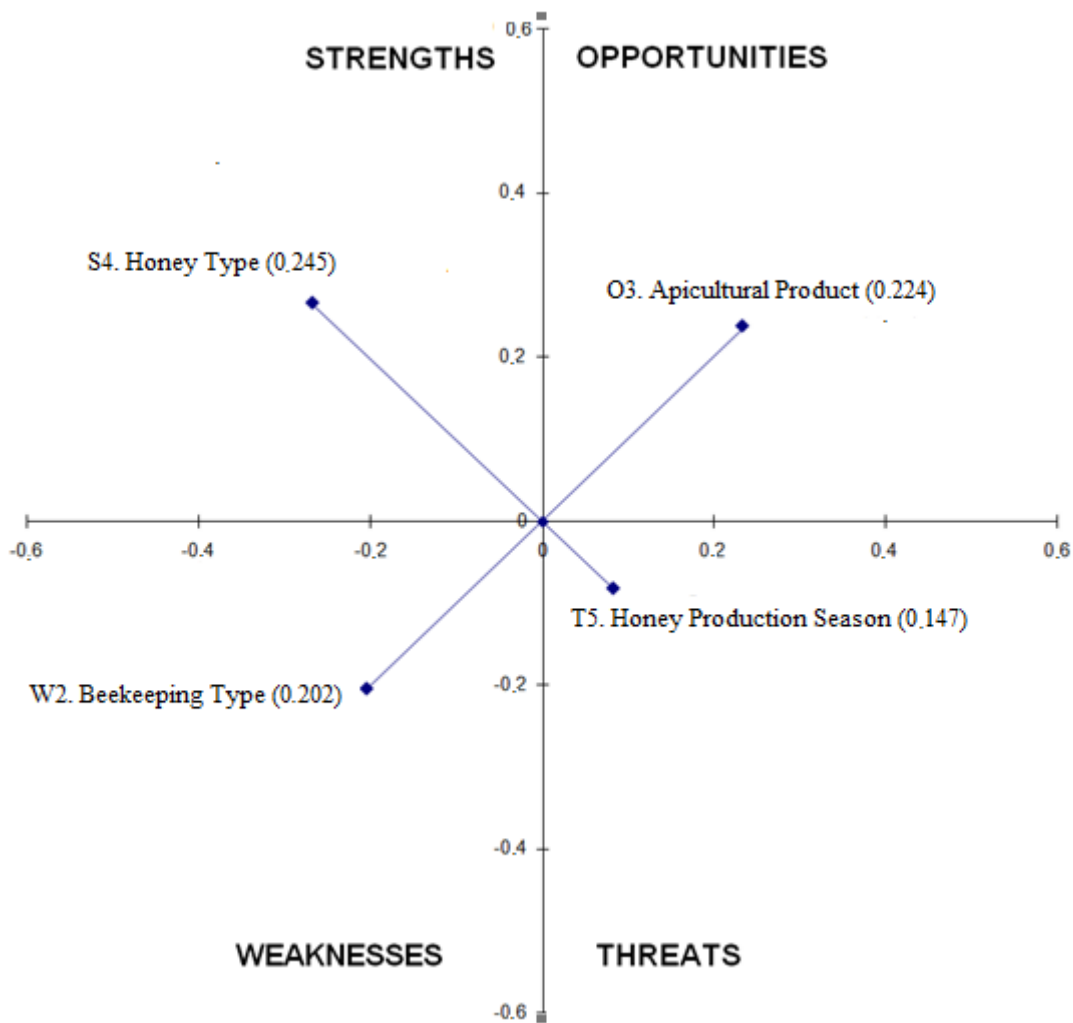 0.6
STRENGTHS OPPORTUNITIES
0.4
S4. Honey Type (0.245)
O3. Apicultural Product (0.224)
0.2
0
-0.6 -0.4 -0.2 0 0.2 0.4 0.6
T5. Honey Production Season (0.147)
-0.2
W2. Beekeeping Type (0.202)
-0.4
WEAKNESSES THREATS
-0.6